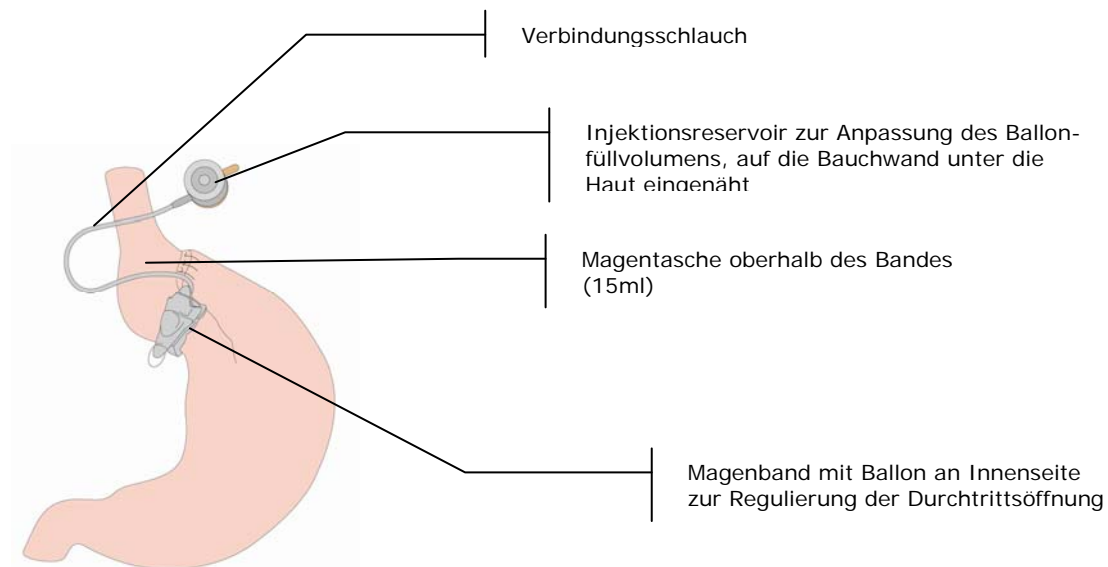 Verbindungsschlauch
Injektionsreservoir zur Anpassung des Ballon-
füllvolumens, auf die Bauchwand unter die
Haut eingenäht
Magentasche oberhalb des Bandes
(15ml)
Magenband mit Ballon an Innenseite
zur Regulierung der Durchtrittsöffnung